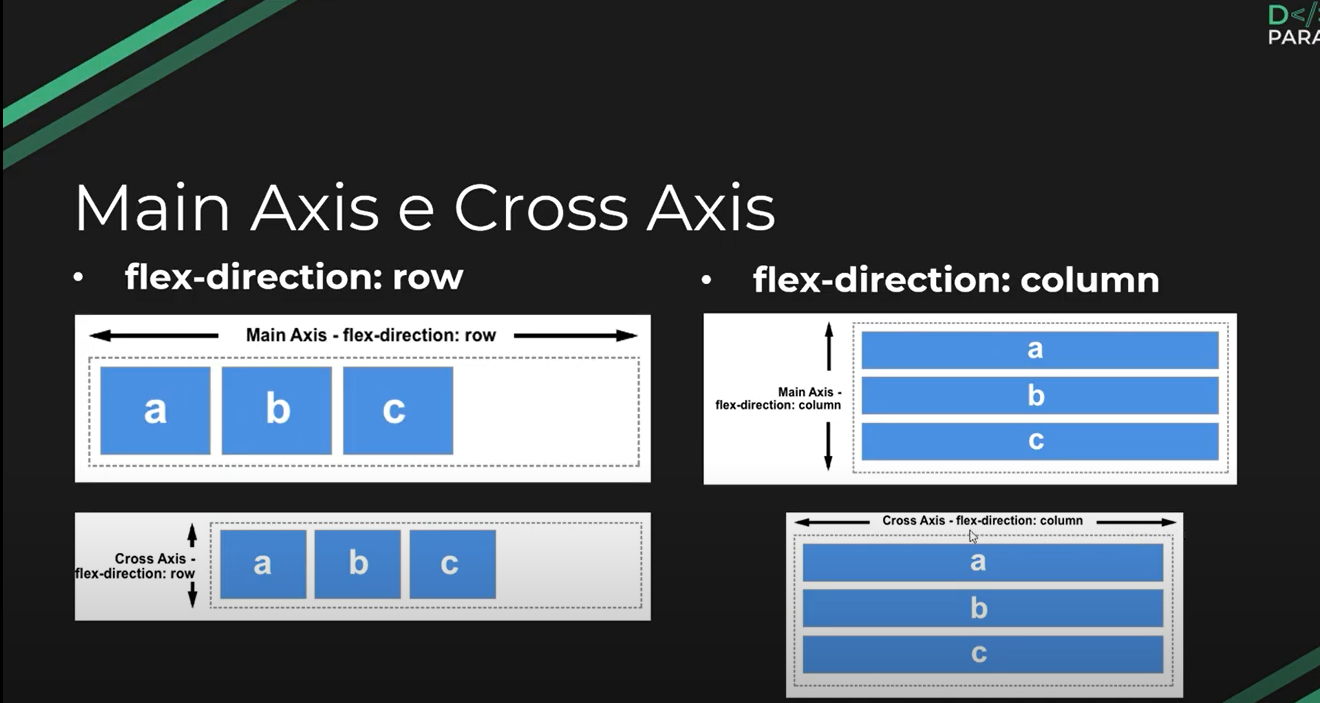 D</>
PARA
Main Axis e Cross Axis
• flex-direction: row
Main Axis - flex-direction: row
a b c
Cross Axis -
flex-direction: row
a b c
• flex-direction: column
Main Axis -
flex-direction: column
a
b
c
Cross Axis - flex-direction: column
a
b
c